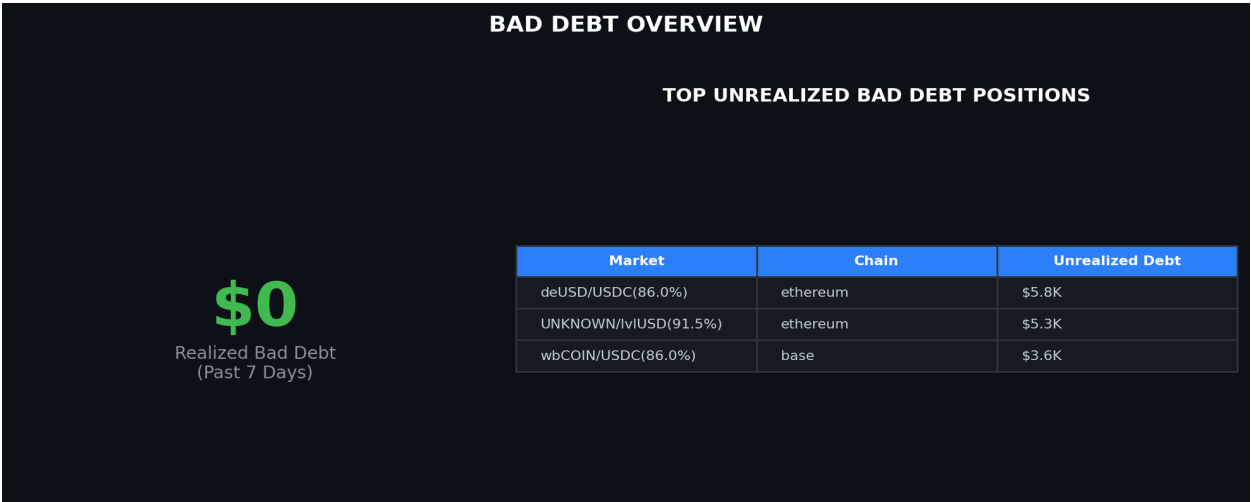 BAD DEBT OVERVIEW
TOP UNREALIZED BAD DEBT POSITIONS
$0
Realized Bad Debt
(Past 7 Days)
Market Chain Unrealized Debt
deUSD/USDC(86.0%) ethereum $5.8K
UNKNOWN/lvlUSD(91.5%) ethereum $5.3K
wbCOIN/USDC(86.0%) base $3.6K